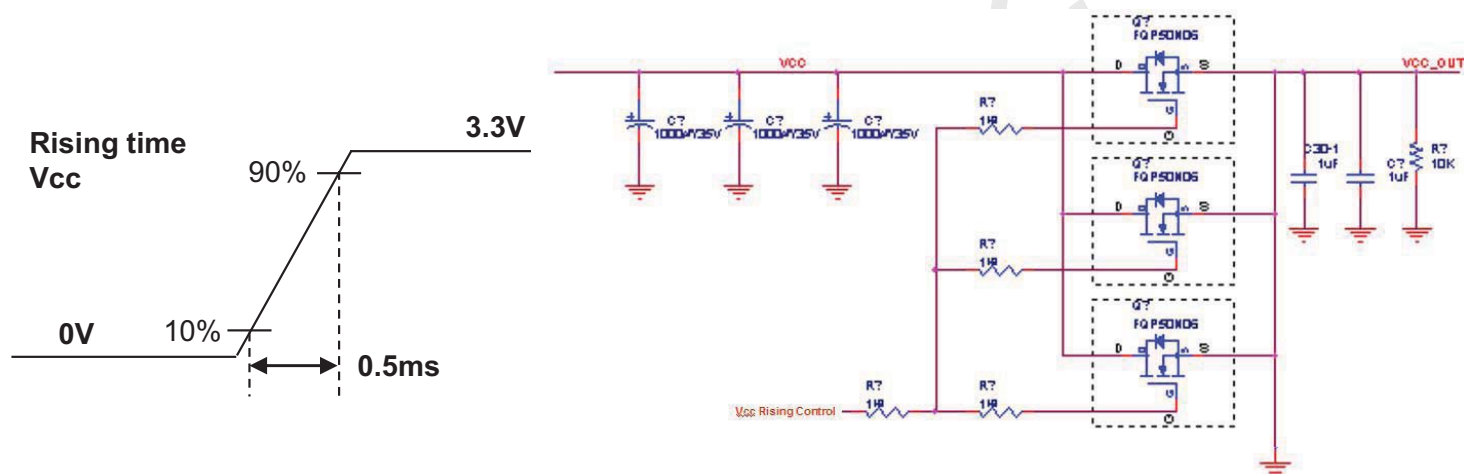 Rising time
Vcc
0V
10%
90%
3.3V
0.5ms
VCC
C?
1000uF/35V
C?
1000uF/35V
C?
1000uF/35V
Q?
FQP50N06
D
S
G
R?
Q?
FQP50N06
D
S
G
R?
Q?
FQP50N06
D
S
G
R?
Vcc Rising Control
R?
VCC_OUT
1uF
C?
1uF
R?
10K